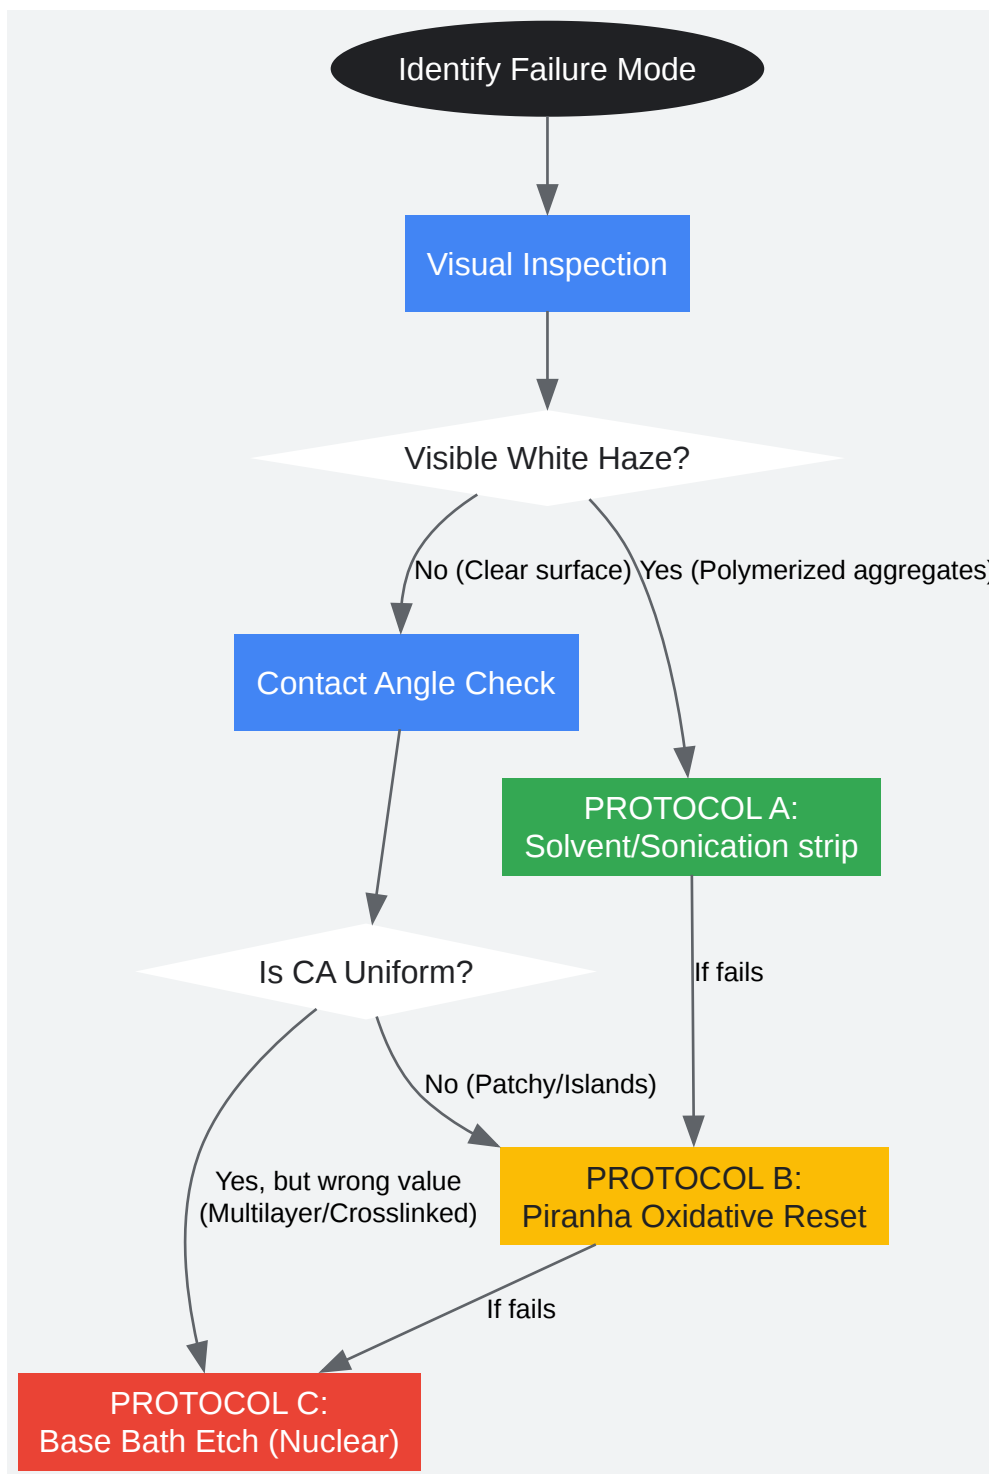 Identify Failure Mode
Visual Inspection
Visible White Haze?
No (Clear surface)
Yes (Polymerized aggregates)
Contact Angle Check
PROTOCOL A:
Solvent/Sonication strip
Is CA Uniform?
If fails
No (Patchy/Islands)
Yes, but wrong value
(Multilayer/Crosslinked)
PROTOCOL B:
Piranha Oxidative Reset
If fails
PROTOCOL C:
Base Bath Etch (Nuclear)